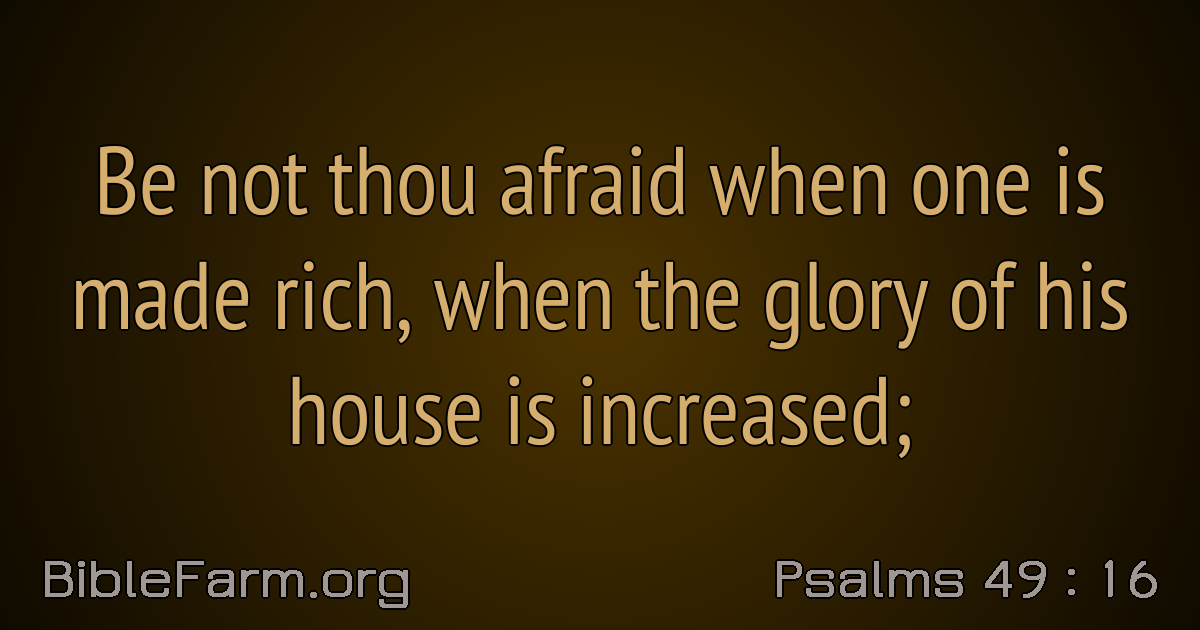 Be not thou afraid when one is
made rich, when the glory of his
house is increased;
BibleFarm.org
Psalms 49 : 16